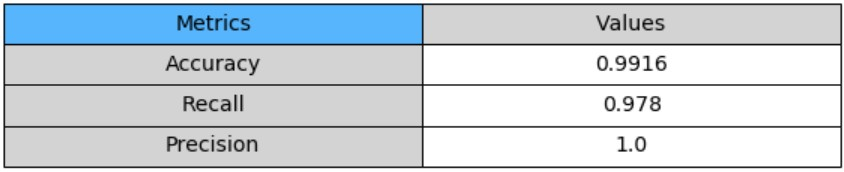 Metrics Values
Accuracy 0.9916
Recall 0.978
Precision 1.0